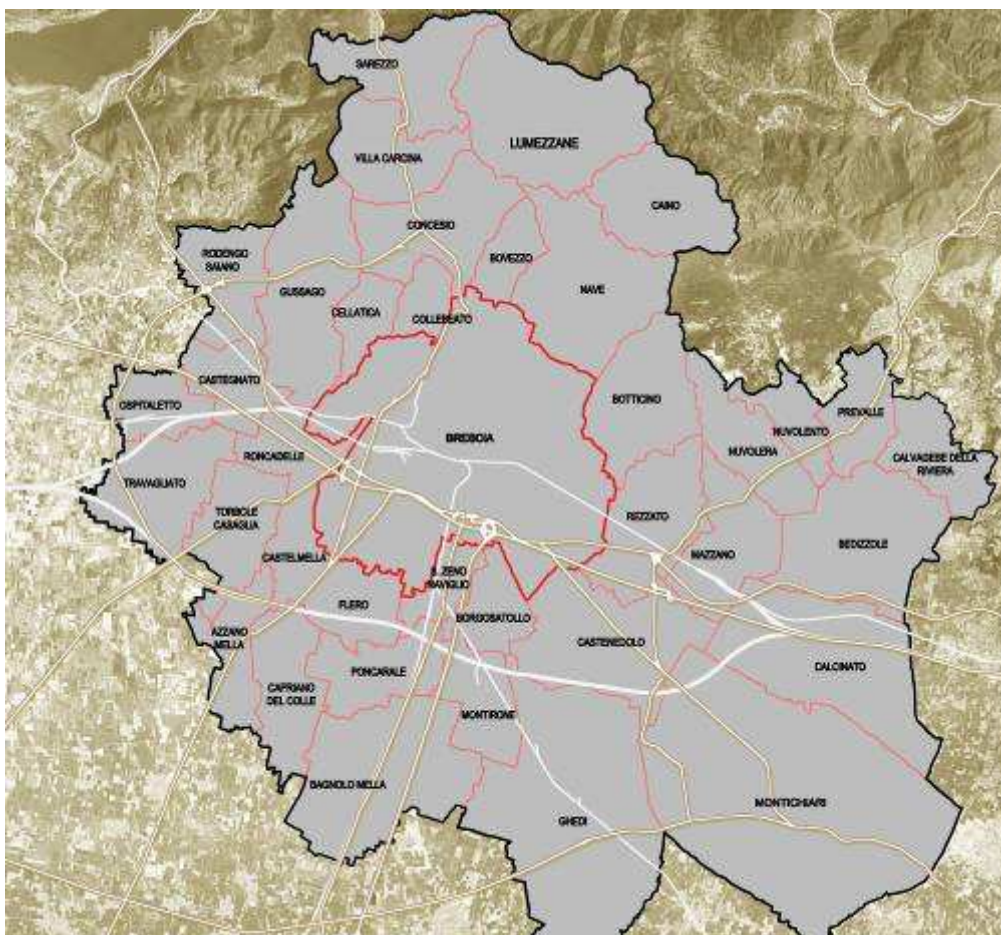 SAREZZO
LUMEZZANE
VILLA CARCINA
CAINO
CONCESIO
RODENGO
SAIANO
BOVEZZO
GUSSAGO
NAVE
CELLATICA
COLLEBEATO
CASTEGNATO
BOTTICINO
OSPITALETTO
PREVALLE
NUVOLENTO
BRESCIA
NUVOLERA
RONCADELLE
CALVAGESE DELLA
RIVIERA
TRAVAGLIATO
TORBOLE
CASAGLIA
REZZATO
BEDIZZOLE
MAZZANO
CASTELMELLA
S. ZENO
NAVIGLIO
FLERO
BORGOSATOLLO
AZZANO
MELLA
CASTENEDOLO
CALCINATO
PONCARALE
CAPRIANO
DEL COLLE
MONTIRONE
BAGNOLO MELLA
MONTICHIARI
GHEDI